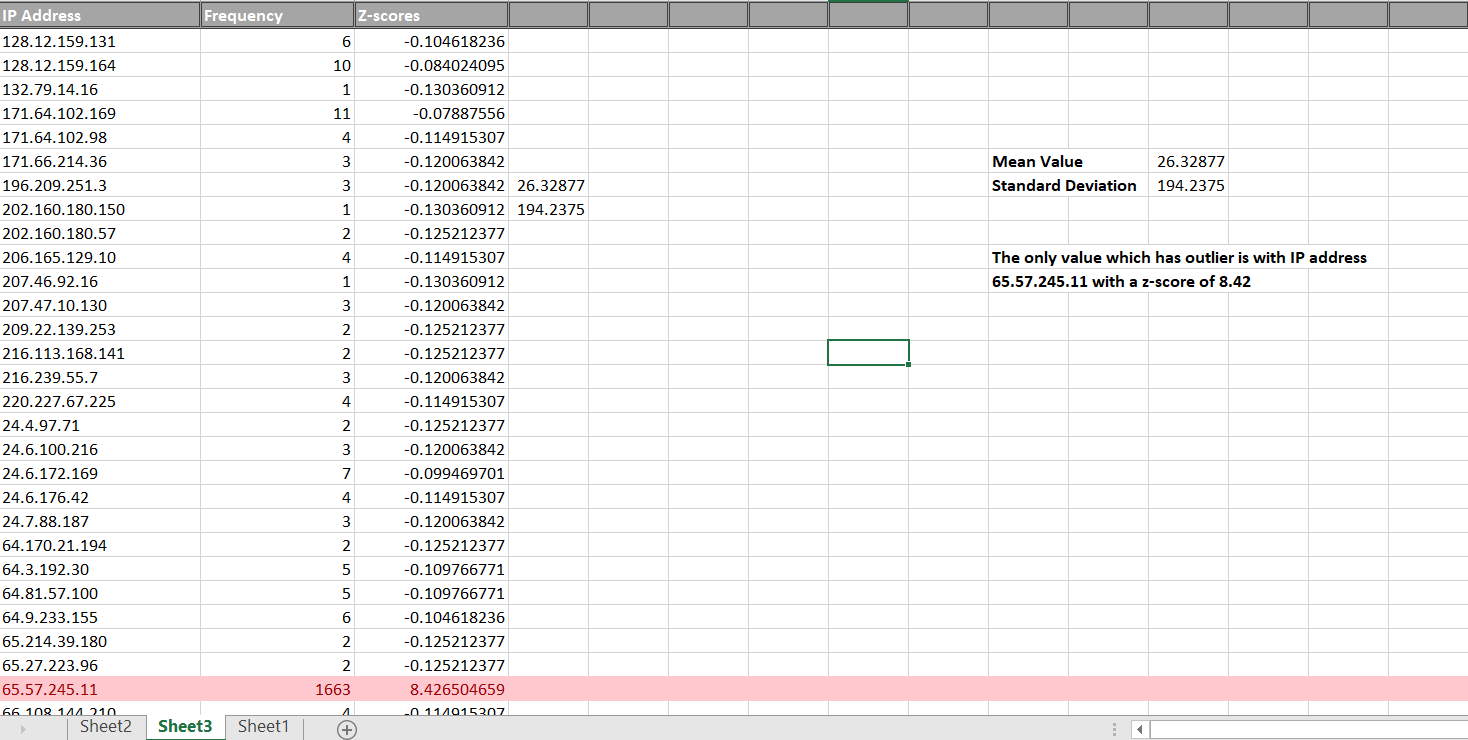 IP Address Frequency Z-scores
128.12.159.131 6 -0.104618236
128.12.159.164 10 -0.084024095
132.79.14.16 1 -0.130360912
171.64.102.169 11 -0.07887556
171.64.102.98 4 -0.114915307
171.66.214.36 3 -0.120063842 Mean Value 26.32877
196.209.251.3 3 -0.120063842 26.32877 Standard Deviation 194.2375
202.160.180.150 1 -0.130360912 194.2375
202.160.180.57 2 -0.125212377
206.165.129.10 4 -0.114915307 The only value which has outlier is with IP address
207.46.92.16 1 -0.130360912 65.57.245.11 with a z-score of 8.42
207.47.10.130 3 -0.120063842
209.22.139.253 2 -0.125212377
216.113.168.141 2 -0.125212377
216.239.55.7 3 -0.120063842
220.227.67.225 4 -0.114915307
24.4.97.71 2 -0.125212377
24.6.100.216 3 -0.120063842
24.6.172.169 7 -0.099469701
24.6.176.42 4 -0.114915307
24.7.88.187 3 -0.120063842
64.170.21.194 2 -0.125212377
64.3.192.30 5 -0.109766771
64.81.57.100 5 -0.109766771
64.9.233.155 6 -0.104618236
65.214.39.180 2 -0.125212377
65.27.223.96 2 -0.125212377
65.57.245.11 1663 8.426504659
66.108.144.210 4 -0.114915307
Sheet2 Sheet3 Sheet1